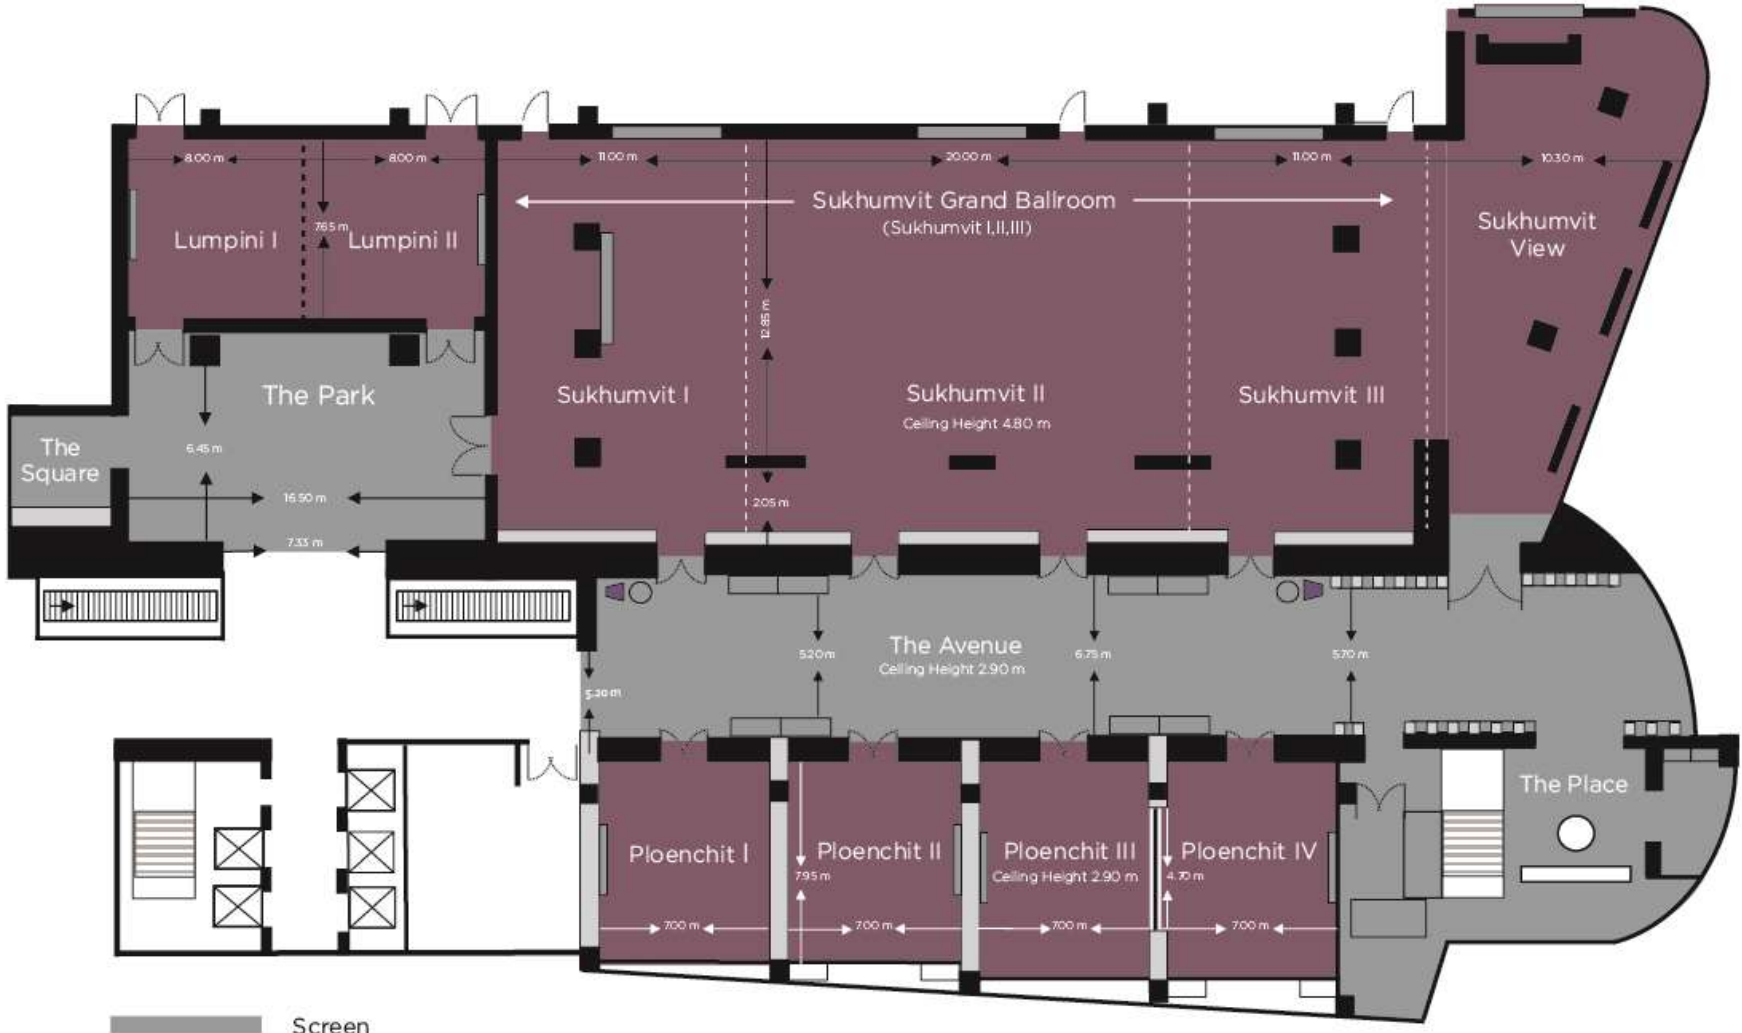 8.00 m
8.00 m
11.00 m
20.00 m
11.00 m
10.30 m
Sukhumvit Grand Ballroom
(Sukhumvit I,II,III)
Sukhumvit
View
7.65 m
Lumpini I
Lumpini II
12.85 m
The Park
Sukhumvit I
Sukhumvit II
Ceiling Height 4.80 m
Sukhumvit III
The
Square
6.45 m
16.50 m
2.05 m
7.33 m
The Avenue
Ceiling Height 2.90 m
5.20 m
6.75 m
5.70 m
5.20 m
The Place
Ploenchit I
Ploenchit II
Ploenchit III
Ceiling Height 2.90 m
Ploenchit IV
7.95 m
4.70 m
7.00 m
7.00 m
7.00 m
7.00 m
Screen